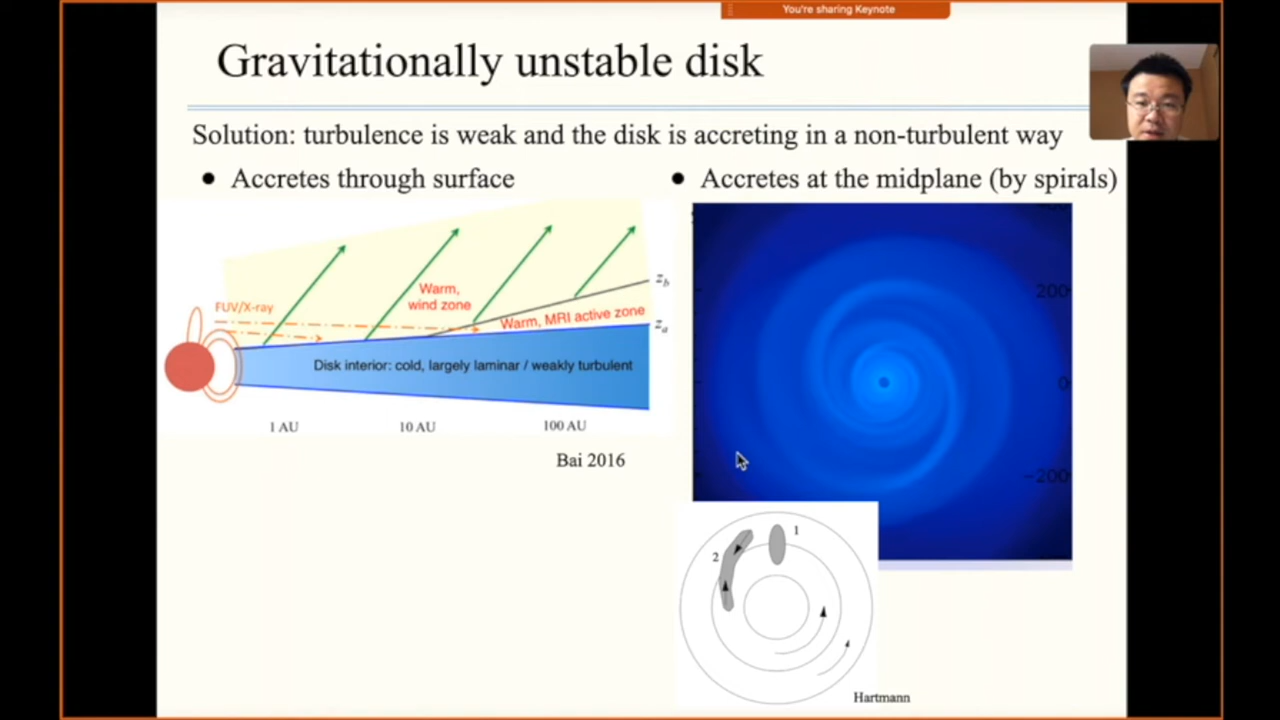 You're sharing Keynote
Gravitationally unstable disk
Solution: turbulence is weak and the disk is accreting in a non-turbulent way
• Accretes through surface
• Accretes at the midplane (by spirals)
FUV/X-ray
Warm,
wind zone
Warm, MRI active zone
z_b
z_a
Disk interior: cold, largely laminar / weakly turbulent
1 AU
10 AU
100 AU
Bai 2016
200
0
−200
1
2
Hartmann